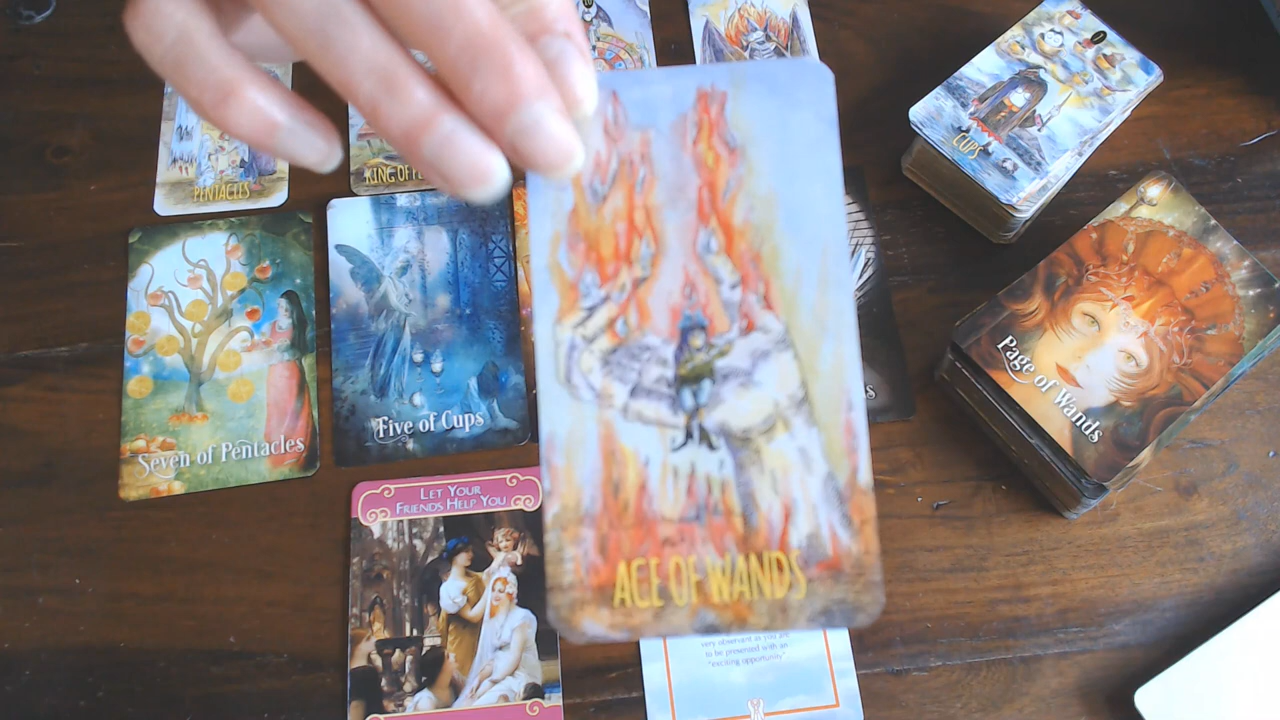 PENTACLES
KING OF PE
CUPS
Seven of Pentacles
Five of Cups
Page of Wands
LET YOUR
FRIENDS HELP YOU
ACE OF WANDS
very observant as you are
to be presented with an
"exciting opportunity"